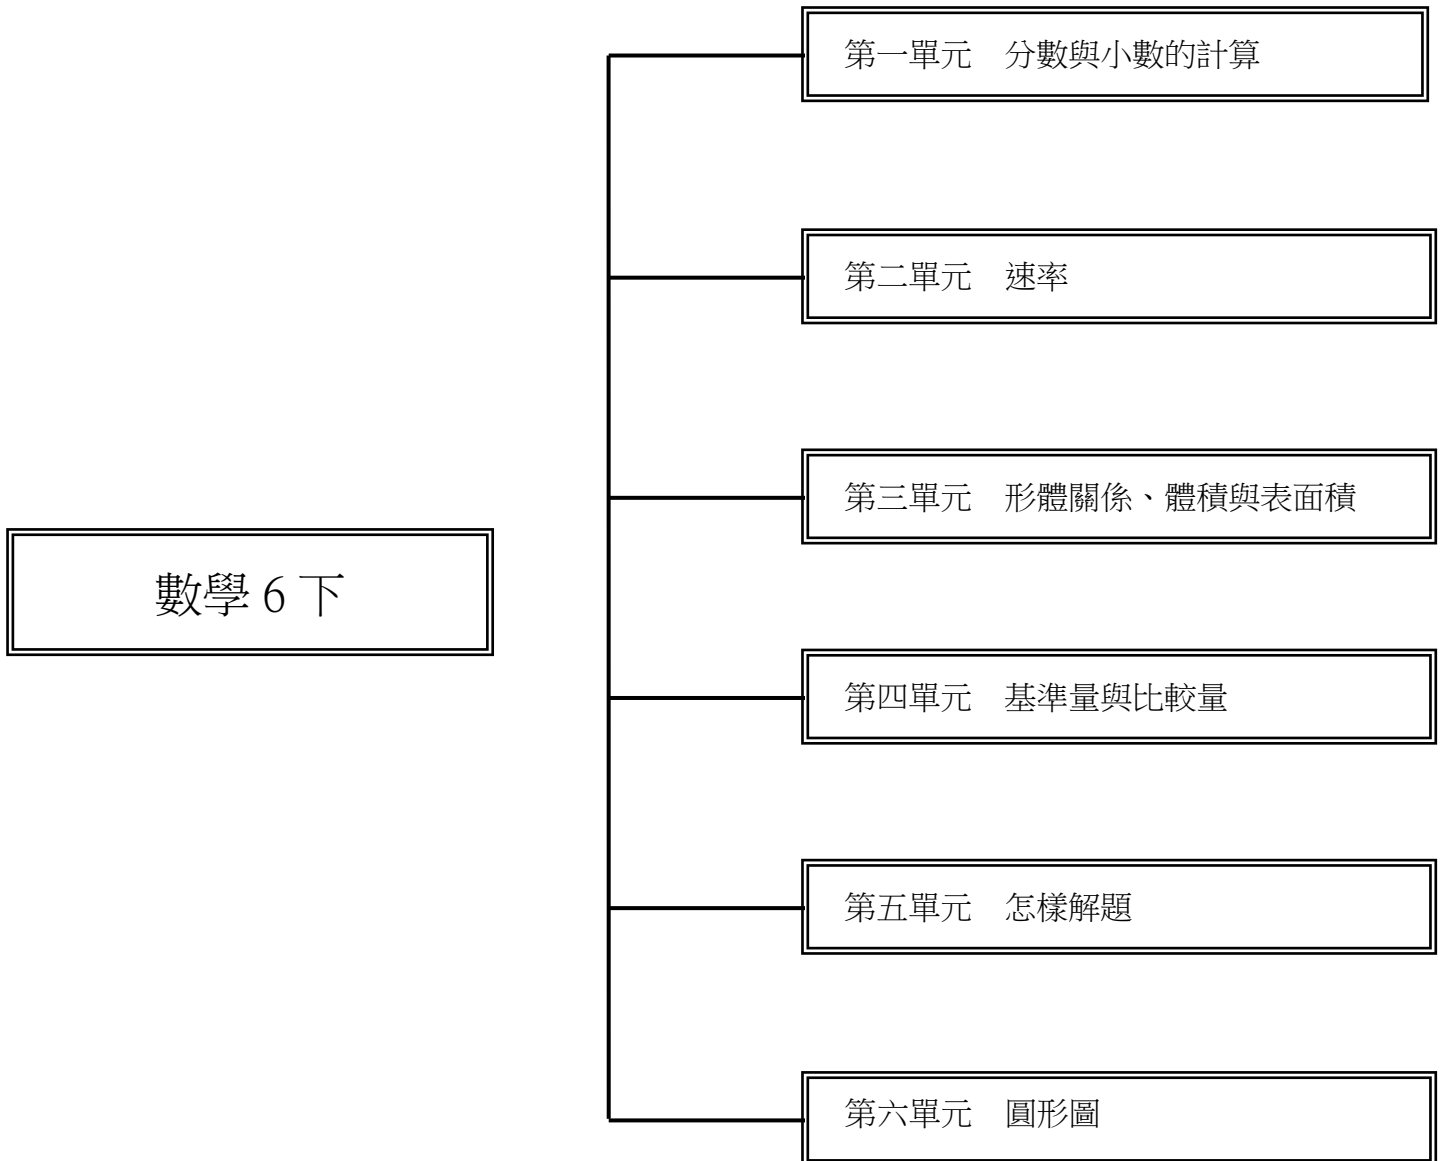 第一單元　分數與小數的計算
第二單元　速率
第三單元　形體關係、體積與表面積
數學 6 下
第四單元　基準量與比較量
第五單元　怎樣解題
第六單元　圓形圖